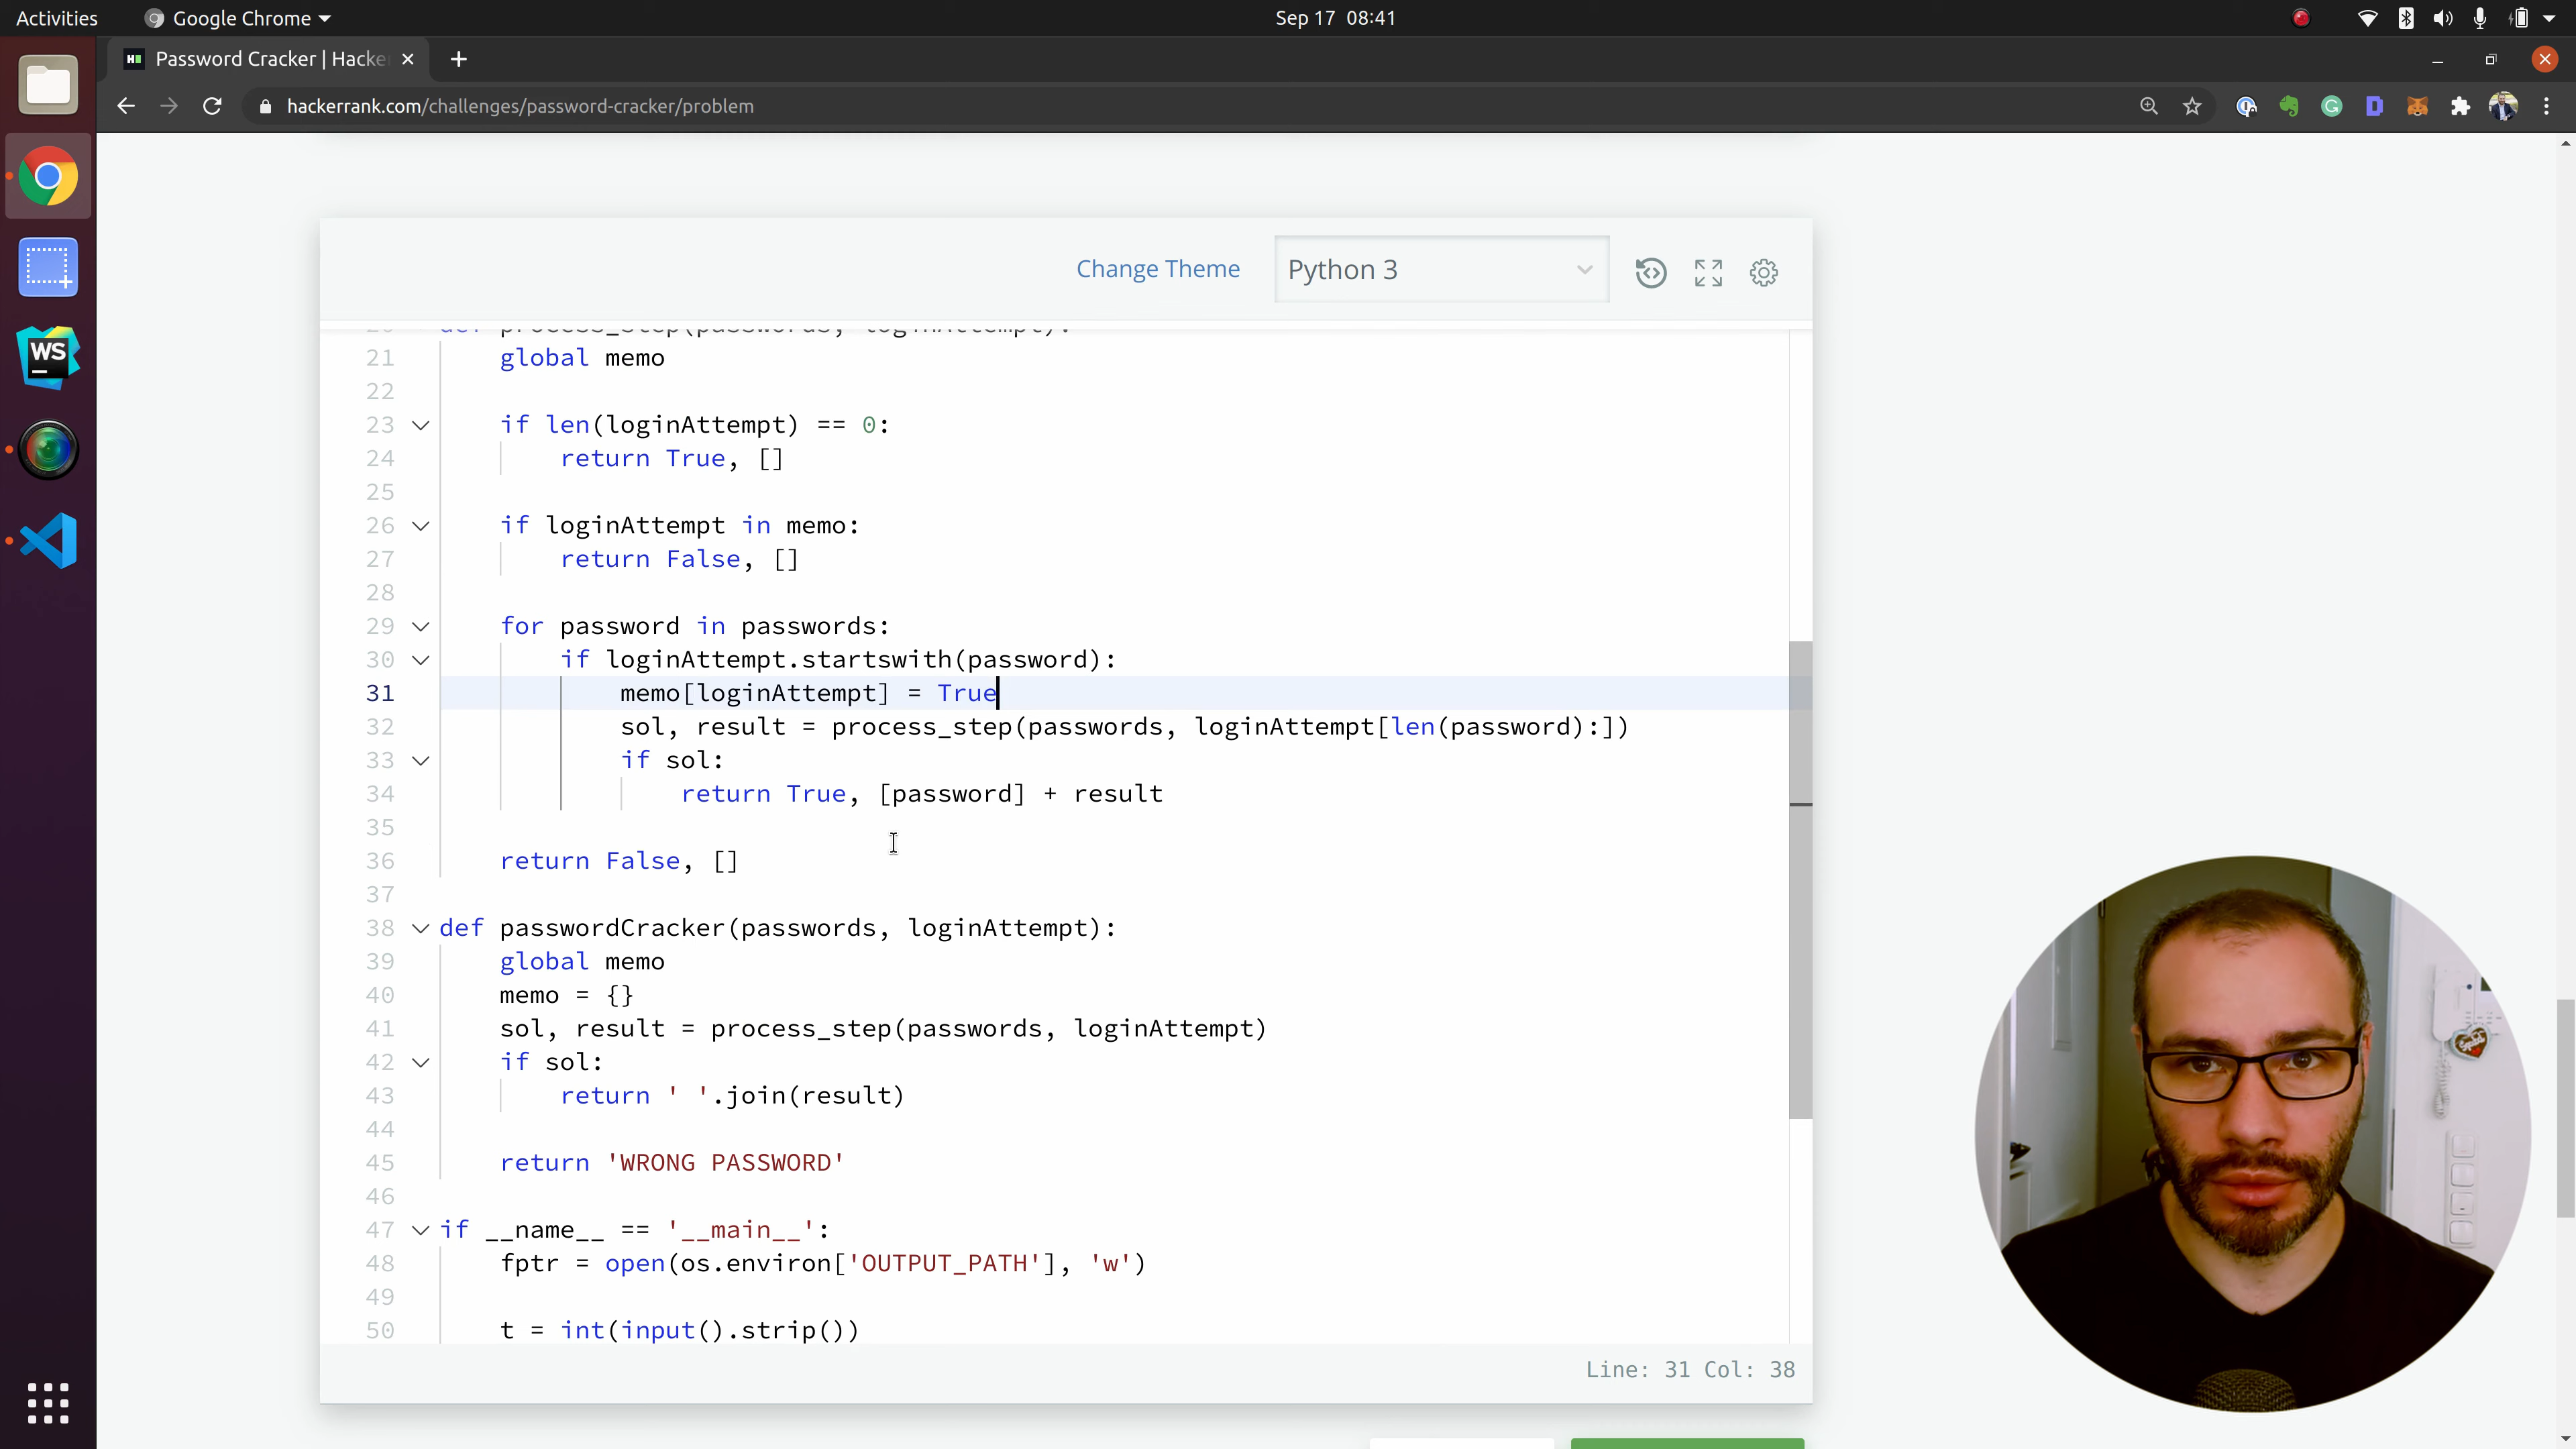 Activities
Google Chrome
Sep 17 08:41
Password Cracker | Hacke
hackerrank.com/challenges/password-cracker/problem
WS
Change Theme
Python 3
20 def process_step(passwords, loginAttempt):
21 global memo
22
23 if len(loginAttempt) == 0:
24 return True, []
25
26 if loginAttempt in memo:
27 return False, []
28
29 for password in passwords:
30 if loginAttempt.startswith(password):
31 memo[loginAttempt] = True
32 sol, result = process_step(passwords, loginAttempt[len(password):])
33 if sol:
34 return True, [password] + result
35
36 return False, []
37
38 def passwordCracker(passwords, loginAttempt):
39 global memo
40 memo = {}
41 sol, result = process_step(passwords, loginAttempt)
42 if sol:
43 return ' '.join(result)
44
45 return 'WRONG PASSWORD'
46
47 if __name__ == '__main__':
48 fptr = open(os.environ['OUTPUT_PATH'], 'w')
49
50 t = int(input().strip())
Line: 31 Col: 38